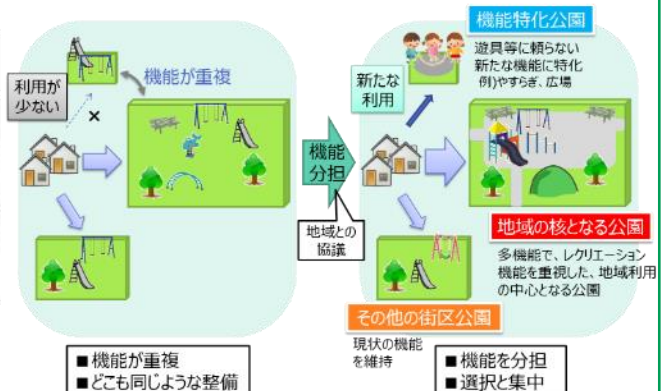 利用が
少ない
×
機能が重複
■機能が重複
■どこも同じような整備
機能
分担
地域との
協議
機能特化公園
遊具等に頼らない
新たな機能に特化
例)やすらぎ、広場
新たな
利用
地域の核となる公園
多機能で、レクリエーション
機能を重視した、地域利用
の中心となる公園
その他の街区公園
現状の機能
を維持
■機能を分担
■選択と集中